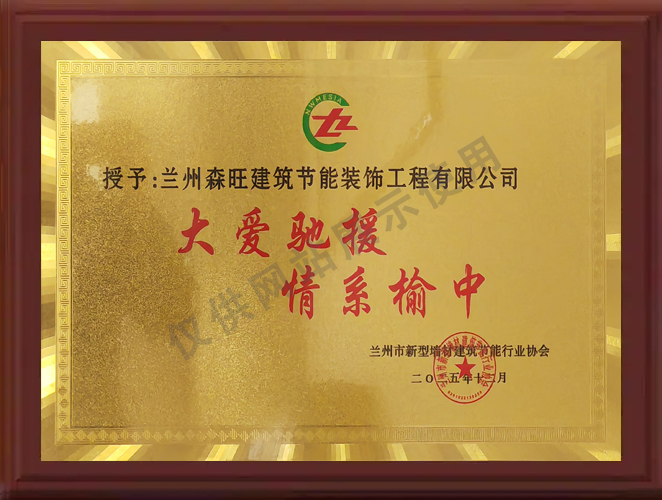 NWMESIA
授予:兰州森旺建筑节能装饰工程有限公司
大爱驰援
情系榆中
仅供网站展示使用
兰州市新型墙材建筑节能行业协会
二〇二五年十二月